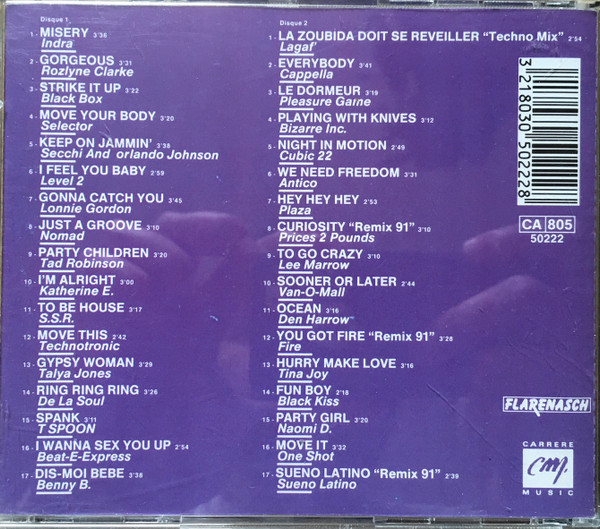 Disque 1
1 - MISERY 3'36
Indra
2 - GORGEOUS 3'31
Rozlyne Clarke
3 - STRIKE IT UP 3'22
Black Box
4 - MOVE YOUR BODY 3'20
Selector
5 - KEEP ON JAMMIN' 3'38
Secchi And orlando Johnson
6 - I FEEL YOU BABY 2'59
Level 2
7 - GONNA CATCH YOU 3'45
Lonnie Gordon
8 - JUST A GROOVE 3'10
Nomad
9 - PARTY CHILDREN 3'20
Tad Robinson
10 - I'M ALRIGHT 3'00
Katherine E.
11 - TO BE HOUSE 3'17
S.S.R.
12 - MOVE THIS 2'42
Technotronic
13 - GYPSY WOMAN 3'29
Talya Jones
14 - RING RING RING 3'26
De La Soul
15 - SPANK 3'11
T SPOON
16 - I WANNA SEX YOU UP 2'54
Beat-E-Express
17 - DIS-MOI BEBE 3'38
Benny B.
Disque 2
1 - LA ZOUBIDA DOIT SE REVEILLER "Techno Mix" 2'54
Lagaf'
2 - EVERYBODY 3'41
Cappella
3 - LE DORMEUR 3'19
Pleasure Game
4 - PLAYING WITH KNIVES 3'12
Bizarre Inc.
5 - NIGHT IN MOTION 2'49
Cubic 22
6 - WE NEED FREEDOM 3'31
Antico
7 - HEY HEY HEY 2'53
Plaza
8 - CURIOSITY "Remix 91" 3'10
Prices 2 Pounds
9 - TO GO CRAZY 3'10
Lee Marrow
10 - SOONER OR LATER 2'44
Van-O-Mall
11 - OCEAN 3'16
Den Harrow
12 - YOU GOT FIRE "Remix 91" 3'28
Fire
13 - HURRY MAKE LOVE 3'16
Tina Joy
14 - FUN BOY 2'18
Black Kiss
15 - PARTY GIRL 3'20
Naomi D.
16 - MOVE IT 3'32
One Shot
17 - SUENO LATINO "Remix 91" 2'39
Sueno Latino
3 218030 502228
CA 805
50222
FLARENASCH
CARRERE
CM
MUSIC